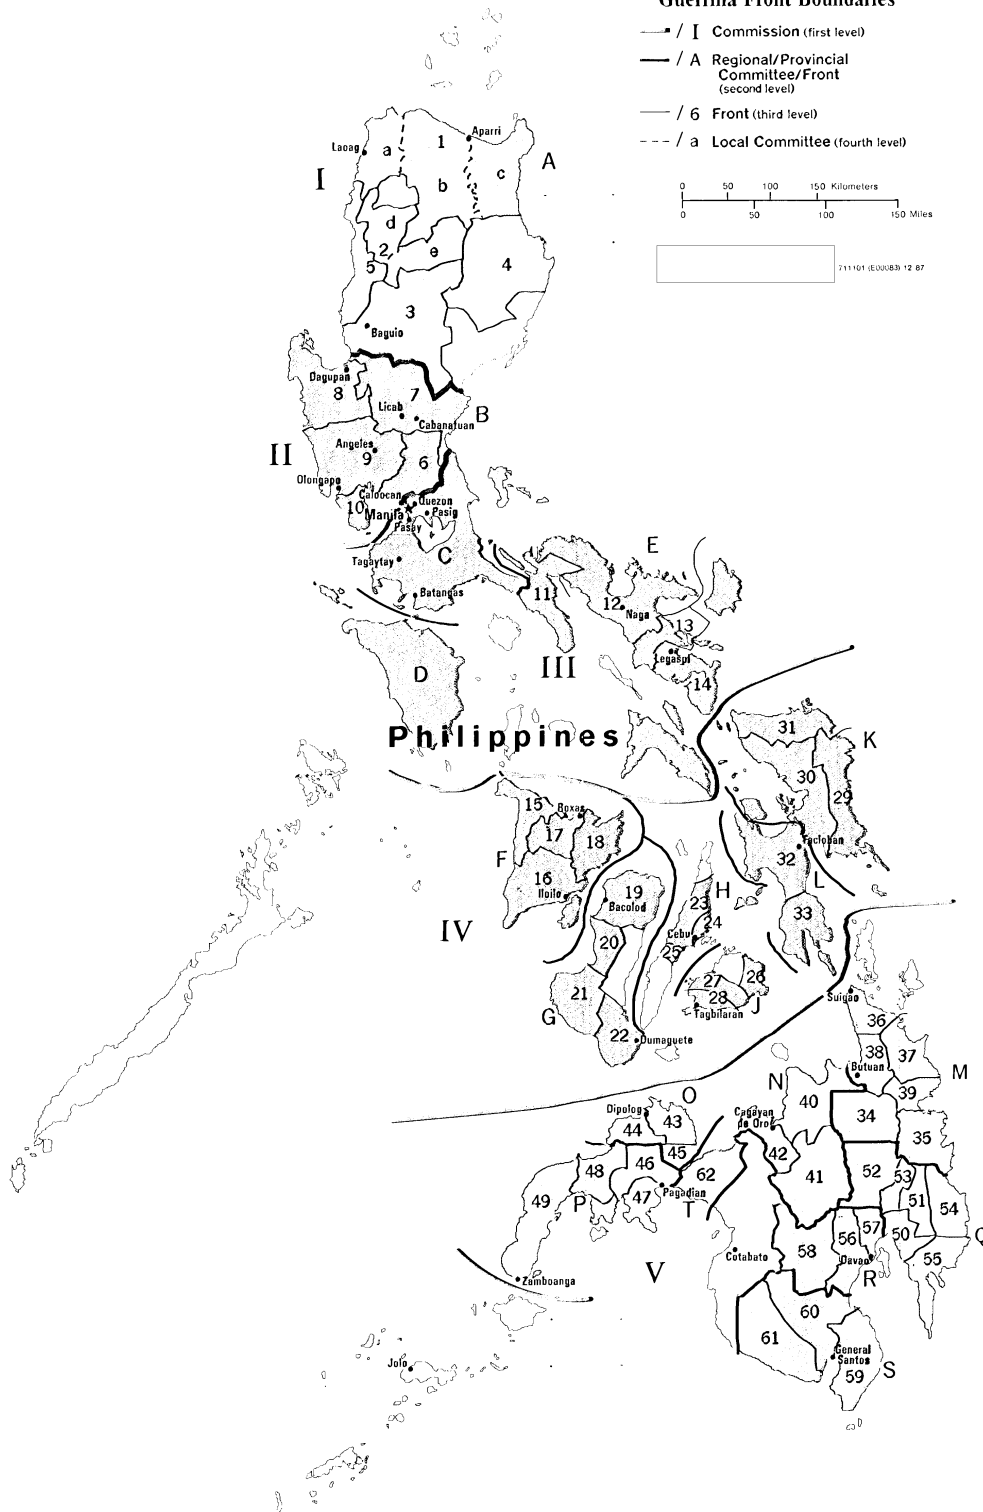 Guerrilla Front Boundaries
/ I Commission (first level)
/ A Regional/Provincial
Committee/Front
(second level)
/ 6 Front (third level)
/ a Local Committee (fourth level)
0 50 100 150 Kilometers
0 50 100 150 Miles
711101 (E00083) 12 87
Aparri
Laoag
a
1
A
I
c
b
d
2
e
5
4
3
Baguio
Dagupan
8
7
Licab
B
Cabanatuan
II
Angeles
9
6
Olongapo
Caloocan
Quezon
10
Manila
Pasig
Pasay
C
E
Tagaytay
Batangas
11
12
Naga
13
III
Legaspi
D
14
Philippines
31
K
30
29
15
Roxas
17
18
F
Tacloban
32
16
Iloilo
19
Bacolod
H
L
23
24
33
IV
20
Cebu
25
27
26
21
28
J
G
Tagbilaran
Surigao
22
Dumaguete
36
38
37
Butuan
M
N
O
40
39
Dipolog
43
Cagayan
de Oro
34
44
35
45
42
46
48
62
41
52
53
49
47
Pagadian
51
54
P
T
56
57
50
Q
58
Cotabato
Davao
55
V
R
Zamboanga
60
61
General
Santos
Jolo
59
S